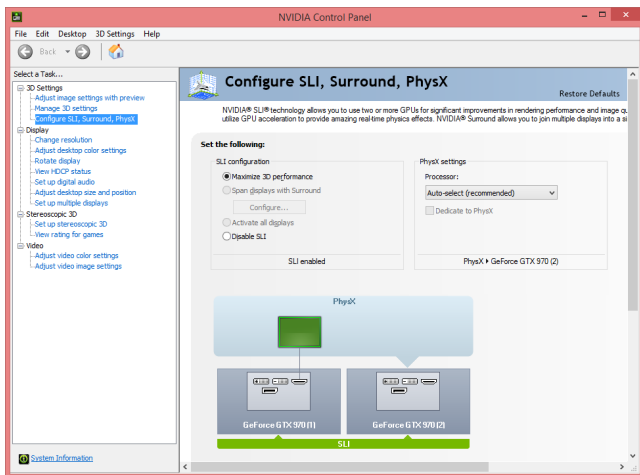 NVIDIA Control Panel
File Edit Desktop 3D Settings Help
Back
Select a Task...
3D Settings
Adjust image settings with preview
Manage 3D settings
Configure SLI, Surround, PhysX
Display
Change resolution
Adjust desktop color settings
Rotate display
View HDCP status
Set up digital audio
Adjust desktop size and position
Set up multiple displays
Stereoscopic 3D
Set up stereoscopic 3D
View rating for games
Video
Adjust video color settings
Adjust video image settings
System Information
Configure SLI, Surround, PhysX
Restore Defaults
NVIDIA® SLI® technology allows you to use two or more GPUs for significant improvements in rendering performance and image qu
utilize GPU acceleration to provide amazing real-time physics effects. NVIDIA® Surround allows you to join multiple displays into a si
Set the following:
SLI configuration
Maximize 3D performance
Span displays with Surround
Configure...
Activate all displays
Disable SLI
SLI enabled
PhysX settings
Processor:
Auto-select (recommended)
Dedicate to PhysX
PhysX ▸ GeForce GTX 970 (2)
PhysX
GeForce GTX 970 (1)
GeForce GTX 970 (2)
SLI